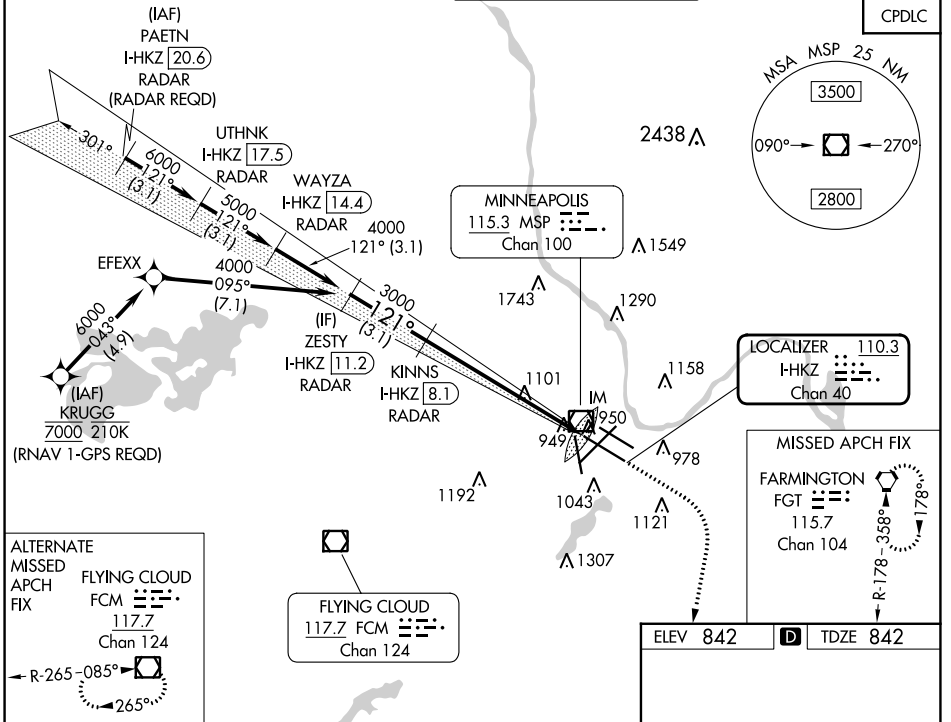 CPDLC
(IAF)
PAETN
I-HKZ 20.6
RADAR
(RADAR REQD)
301°
6000
121°
(3.1)
UTHNK
I-HKZ 17.5
RADAR
5000
121°
(3.1)
WAYZA
I-HKZ 14.4
RADAR
4000
121° (3.1)
MSA MSP 25 NM
3500
090°
270°
2800
2438
MINNEAPOLIS
115.3 MSP
Chan 100
1549
1743
1290
EFEXX
4000
095°
(7.1)
6000
043°
(4.9)
(IAF)
KRUGG
7000 210K
(RNAV 1-GPS REQD)
(IF)
ZESTY
I-HKZ 11.2
RADAR
3000
121°
(3.1)
KINNS
I-HKZ 8.1
RADAR
1101
1158
LOCALIZER 110.3
I-HKZ
Chan 40
IM
950
949
978
1192
1043
1121
1307
MISSED APCH FIX
FARMINGTON
FGT
115.7
Chan 104
178°
R-178
358°
ALTERNATE
MISSED
APCH
FIX
FLYING CLOUD
FCM
117.7
Chan 124
R-265
085°
265°
FLYING CLOUD
117.7 FCM
Chan 124
ELEV 842
D
TDZE 842